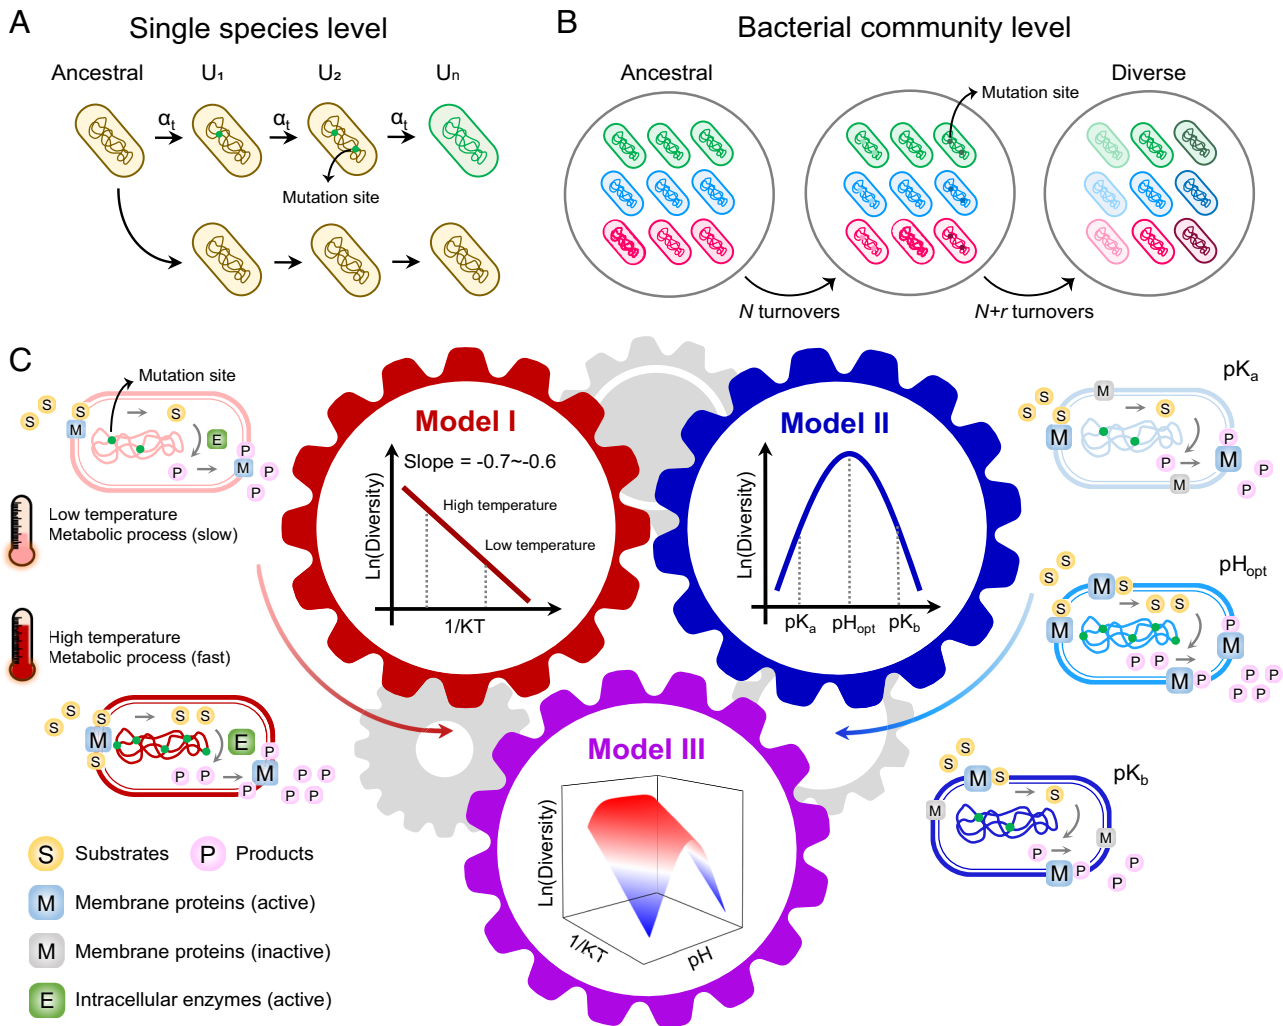 A
Single species level
Ancestral
U₁
U₂
Uₙ
αt
αt
αt
Mutation site
B
Bacterial community level
Ancestral
Diverse
Mutation site
N turnovers
N+r turnovers
C
Mutation site
S
S
S
S
S
M
E
P
P
M
P
P
Low temperature
Metabolic process (slow)
High temperature
Metabolic process (fast)
S
S
S
S
S
M
S
E
P
P
P
M
P
P
P
P
P
Model I
Slope = -0.7~-0.6
High temperature
Low temperature
Ln(Diversity)
1/KT
Model II
Ln(Diversity)
pKa
pHopt
pKb
Model III
Ln(Diversity)
1/KT
pH
pKa
M
S
S
S
S
S
M
P
P
M
P
P
M
pHopt
S
S
M
S
S
S
S
M
P
P
P
M
M
P
P
P
P
P
P
pKb
S
S
M
S
S
M
M
P
P
M
P
P
S Substrates
P Products
M Membrane proteins (active)
M Membrane proteins (inactive)
E Intracellular enzymes (active)